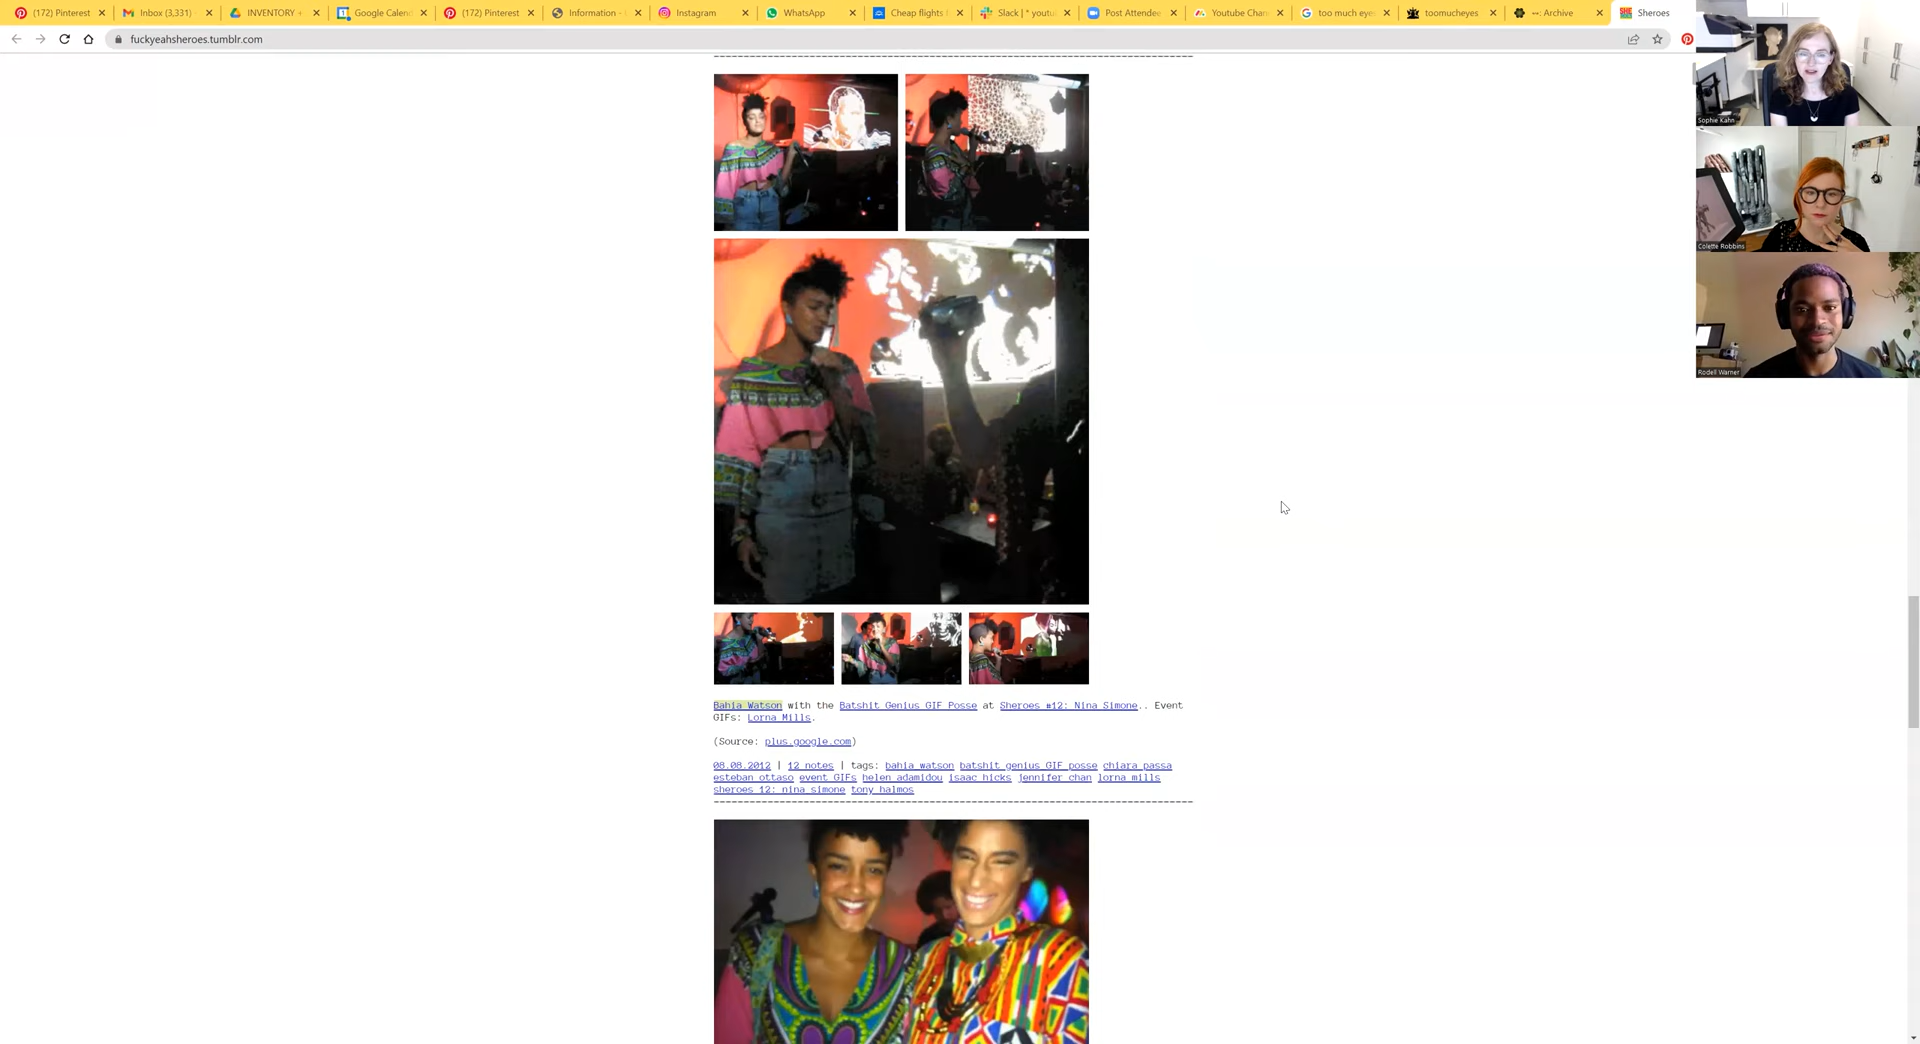 (172) Pinterest
Inbox (3,331)
INVENTORY +
Google Calend
(172) Pinterest
Information -
Instagram
WhatsApp
Cheap flights
Slack | * youtu
Post Attendee
Youtube Chan
too much eye
toomucheyes
Archive
Sheroes
fuckyeahsheroes.tumblr.com
Sophie Kahn
Colette Robbins
Rodell Warner
Bahia Watson with the Batshit Genius GIF Posse at Sheroes #12: Nina Simone.. Event
GIFs: Lorna Mills.
(Source: plus.google.com)
08.08.2012 | 12 notes | tags: bahia watson batshit genius GIF posse chiara passa
esteban ottaso event GIFs helen adamidou isaac hicks jennifer chan lorna mills
sheroes 12: nina simone tony halmos